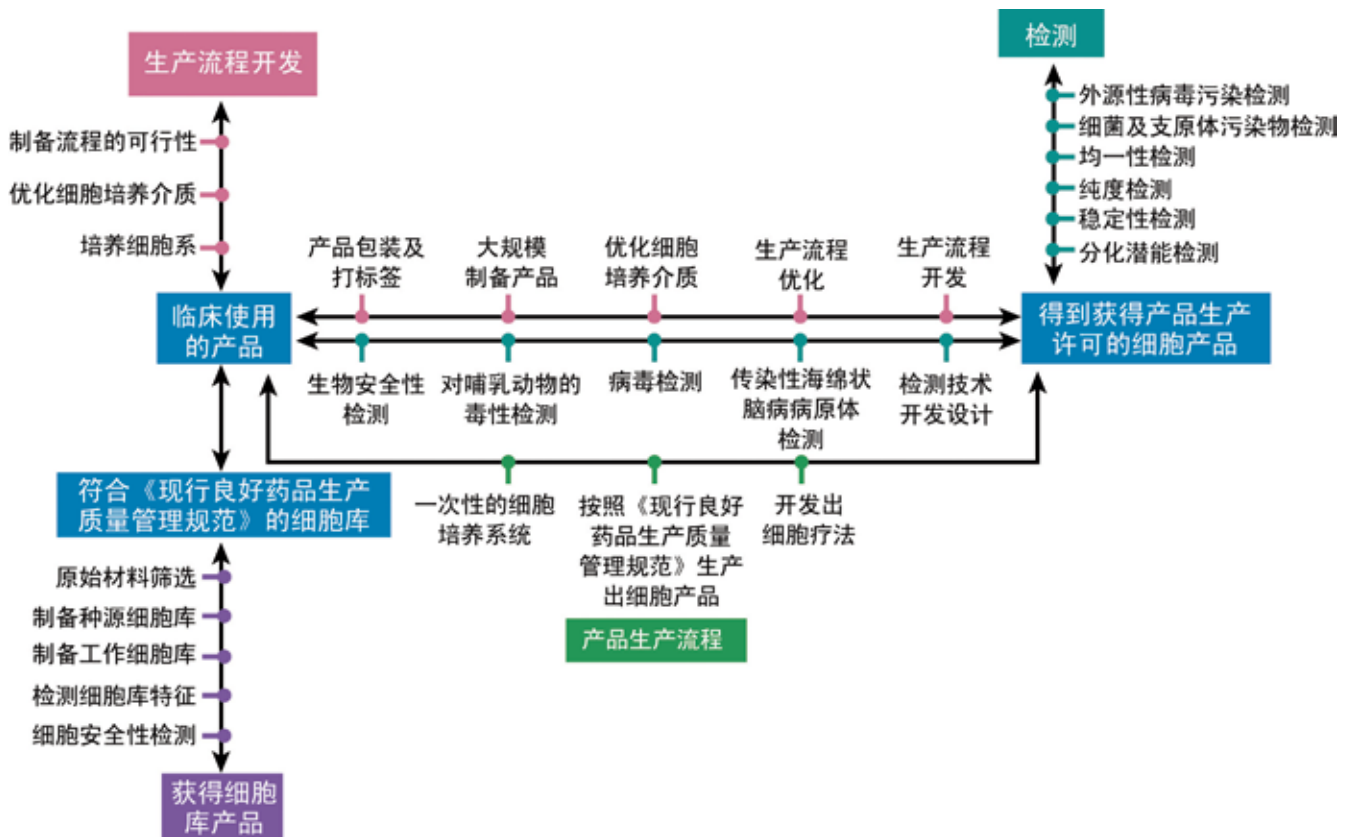 生产流程开发
制备流程的可行性
优化细胞培养介质
培养细胞系
检测
外源性病毒污染检测
细菌及支原体污染物检测
均一性检测
纯度检测
稳定性检测
分化潜能检测
产品包装及
打标签
大规模
制备产品
优化细胞
培养介质
生产流程
优化
生产流程
开发
临床使用
的产品
得到获得产品生产
许可的细胞产品
生物安全性
检测
对哺乳动物的
毒性检测
病毒检测
传染性海绵状
脑病病原体
检测
检测技术
开发设计
符合《现行良好药品生产
质量管理规范》的细胞库
一次性的细胞
培养系统
按照《现行良好
药品生产质量
管理规范》生产
出细胞产品
开发出
细胞疗法
产品生产流程
原始材料筛选
制备种源细胞库
制备工作细胞库
检测细胞库特征
细胞安全性检测
获得细胞
库产品